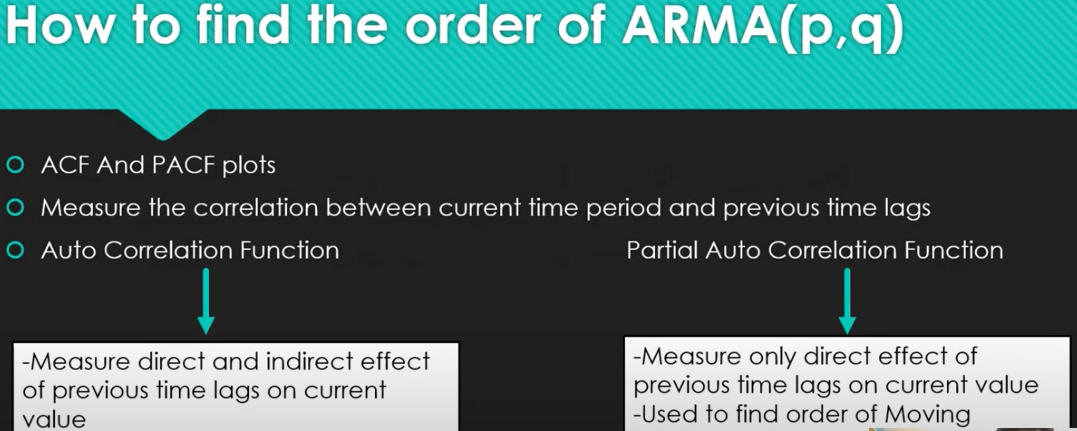 How to find the order of ARMA(p,q)
ACF And PACF plots
Measure the correlation between current time period and previous time lags
Auto Correlation Function
Partial Auto Correlation Function
-Measure direct and indirect effect
of previous time lags on current
value
-Measure only direct effect of
previous time lags on current value
-Used to find order of Moving